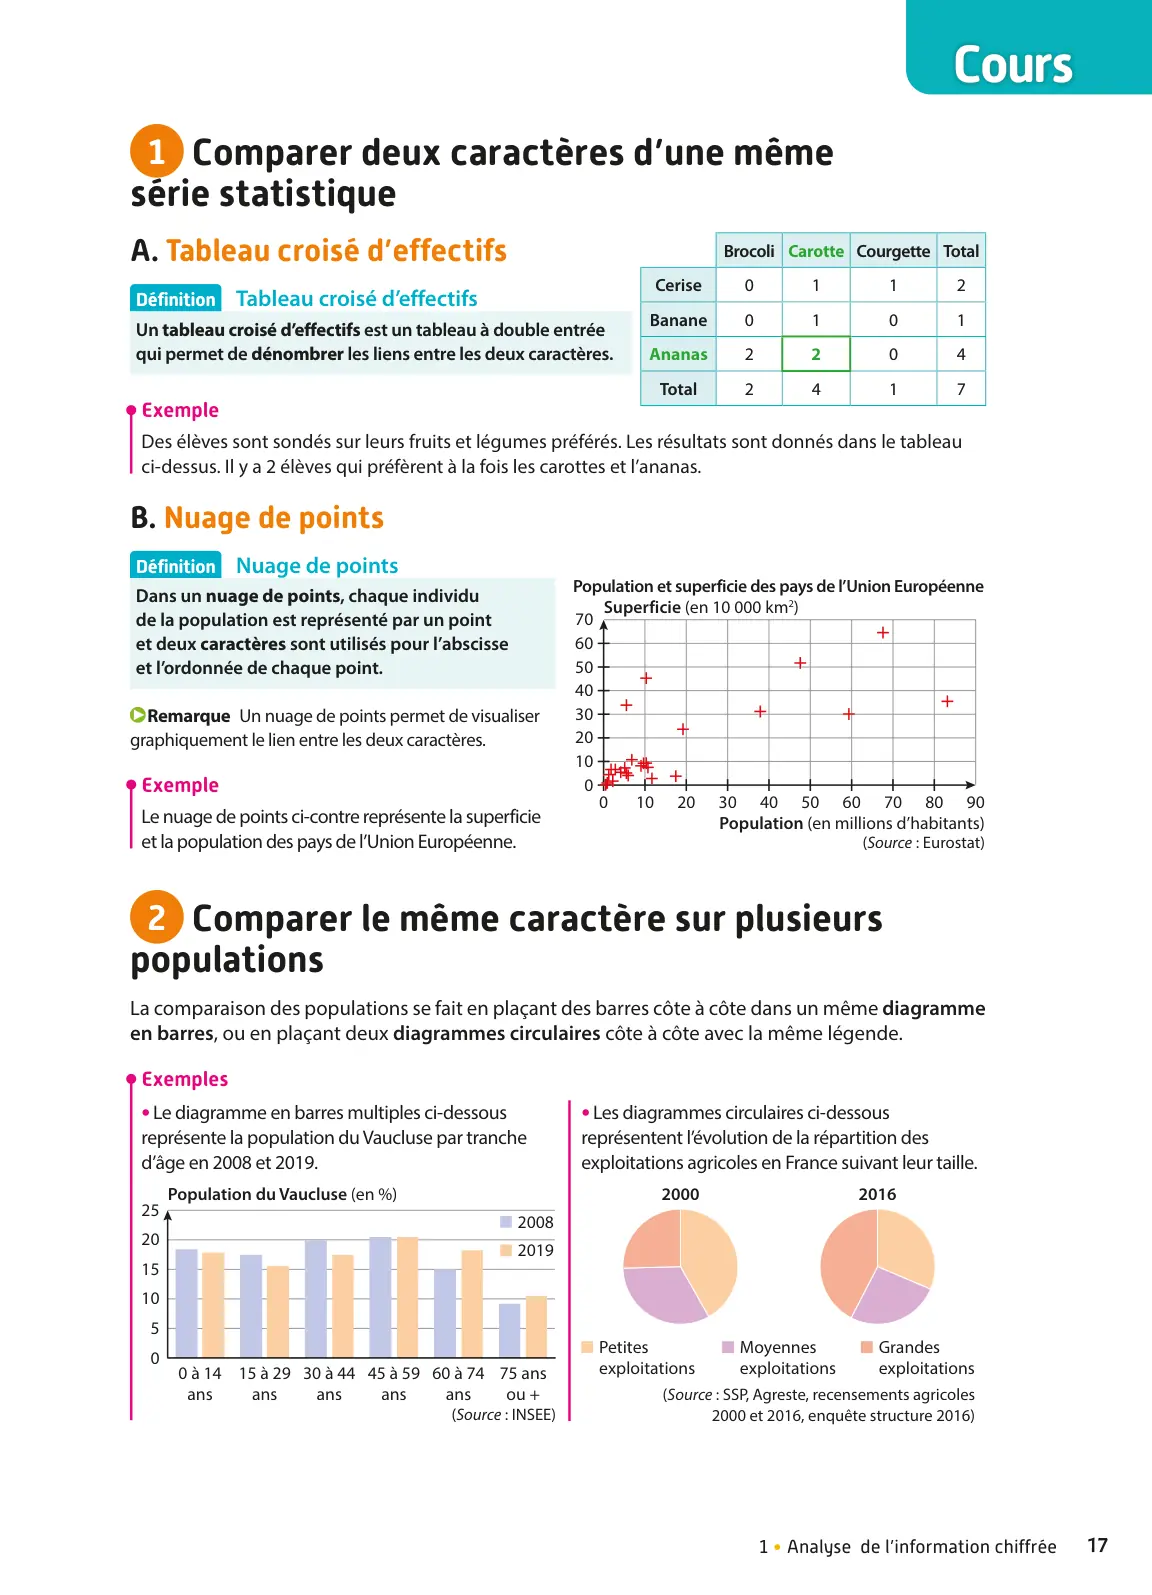 Cours
1 Comparer deux caractères d'une même
série statistique
A. Tableau croisé d'effectifs
Définition Tableau croisé d'effectifs
Un tableau croisé d'effectifs est un tableau à double entrée
qui permet de dénombrer les liens entre les deux caractères.
Brocoli Carotte Courgette Total
Cerise 0 1 1 2
Banane 0 1 0 1
Ananas 2 2 0 4
Total 2 4 1 7
Exemple
Des élèves sont sondés sur leurs fruits et légumes préférés. Les résultats sont donnés dans le tableau
ci-dessus. Il y a 2 élèves qui préfèrent à la fois les carottes et l'ananas.
B. Nuage de points
Définition Nuage de points
Dans un nuage de points, chaque individu
de la population est représenté par un point
et deux caractères sont utilisés pour l'abscisse
et l'ordonnée de chaque point.
Remarque Un nuage de points permet de visualiser
graphiquement le lien entre les deux caractères.
Exemple
Le nuage de points ci-contre représente la superficie
et la population des pays de l'Union Européenne.
Population et superficie des pays de l'Union Européenne
Superficie (en 10 000 km²)
70
60
50
40
30
20
10
0
0 10 20 30 40 50 60 70 80 90
Population (en millions d'habitants)
(Source : Eurostat)
2 Comparer le même caractère sur plusieurs
populations
La comparaison des populations se fait en plaçant des barres côte à côte dans un même diagramme
en barres, ou en plaçant deux diagrammes circulaires côte à côte avec la même légende.
Exemples
• Le diagramme en barres multiples ci-dessous
représente la population du Vaucluse par tranche
d'âge en 2008 et 2019.
Population du Vaucluse (en %)
25
20
15
10
5
0
2008
2019
0 à 14 15 à 29 30 à 44 45 à 59 60 à 74 75 ans
ans ans ans ans ans ou +
(Source : INSEE)
• Les diagrammes circulaires ci-dessous
représentent l'évolution de la répartition des
exploitations agricoles en France suivant leur taille.
2000 2016
Petites Moyennes Grandes
exploitations exploitations exploitations
(Source : SSP, Agreste, recensements agricoles
2000 et 2016, enquête structure 2016)
1 • Analyse de l'information chiffrée 17